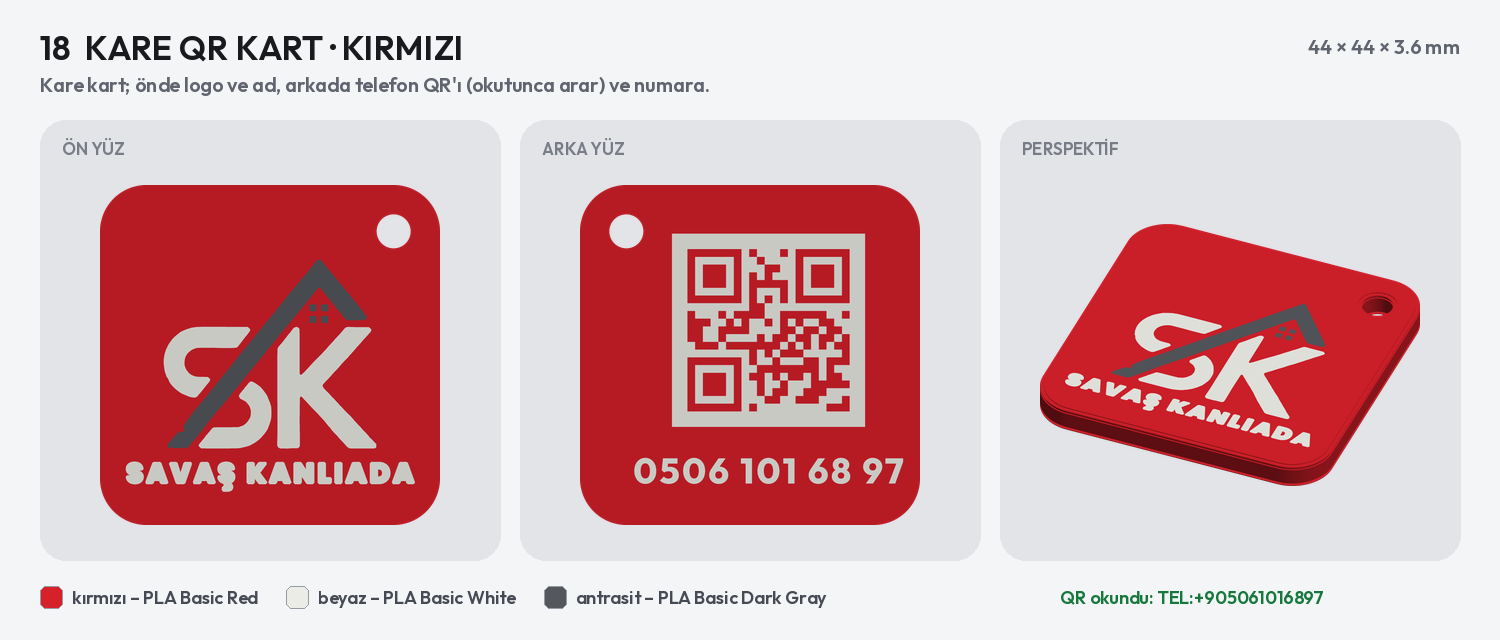 18 KARE QR KART · KIRMIZI
44 × 44 × 3.6 mm
Kare kart; önde logo ve ad, arkada telefon QR'ı (okutunca arar) ve numara.
ÖN YÜZ
SK
SAVAŞ KANLIADA
ARKA YÜZ
0506 101 68 97
PERSPEKTİF
SK
SAVAŞ KANLIADA
kırmızı – PLA Basic Red
beyaz – PLA Basic White
antrasit – PLA Basic Dark Gray
QR okundu: TEL:+905061016897